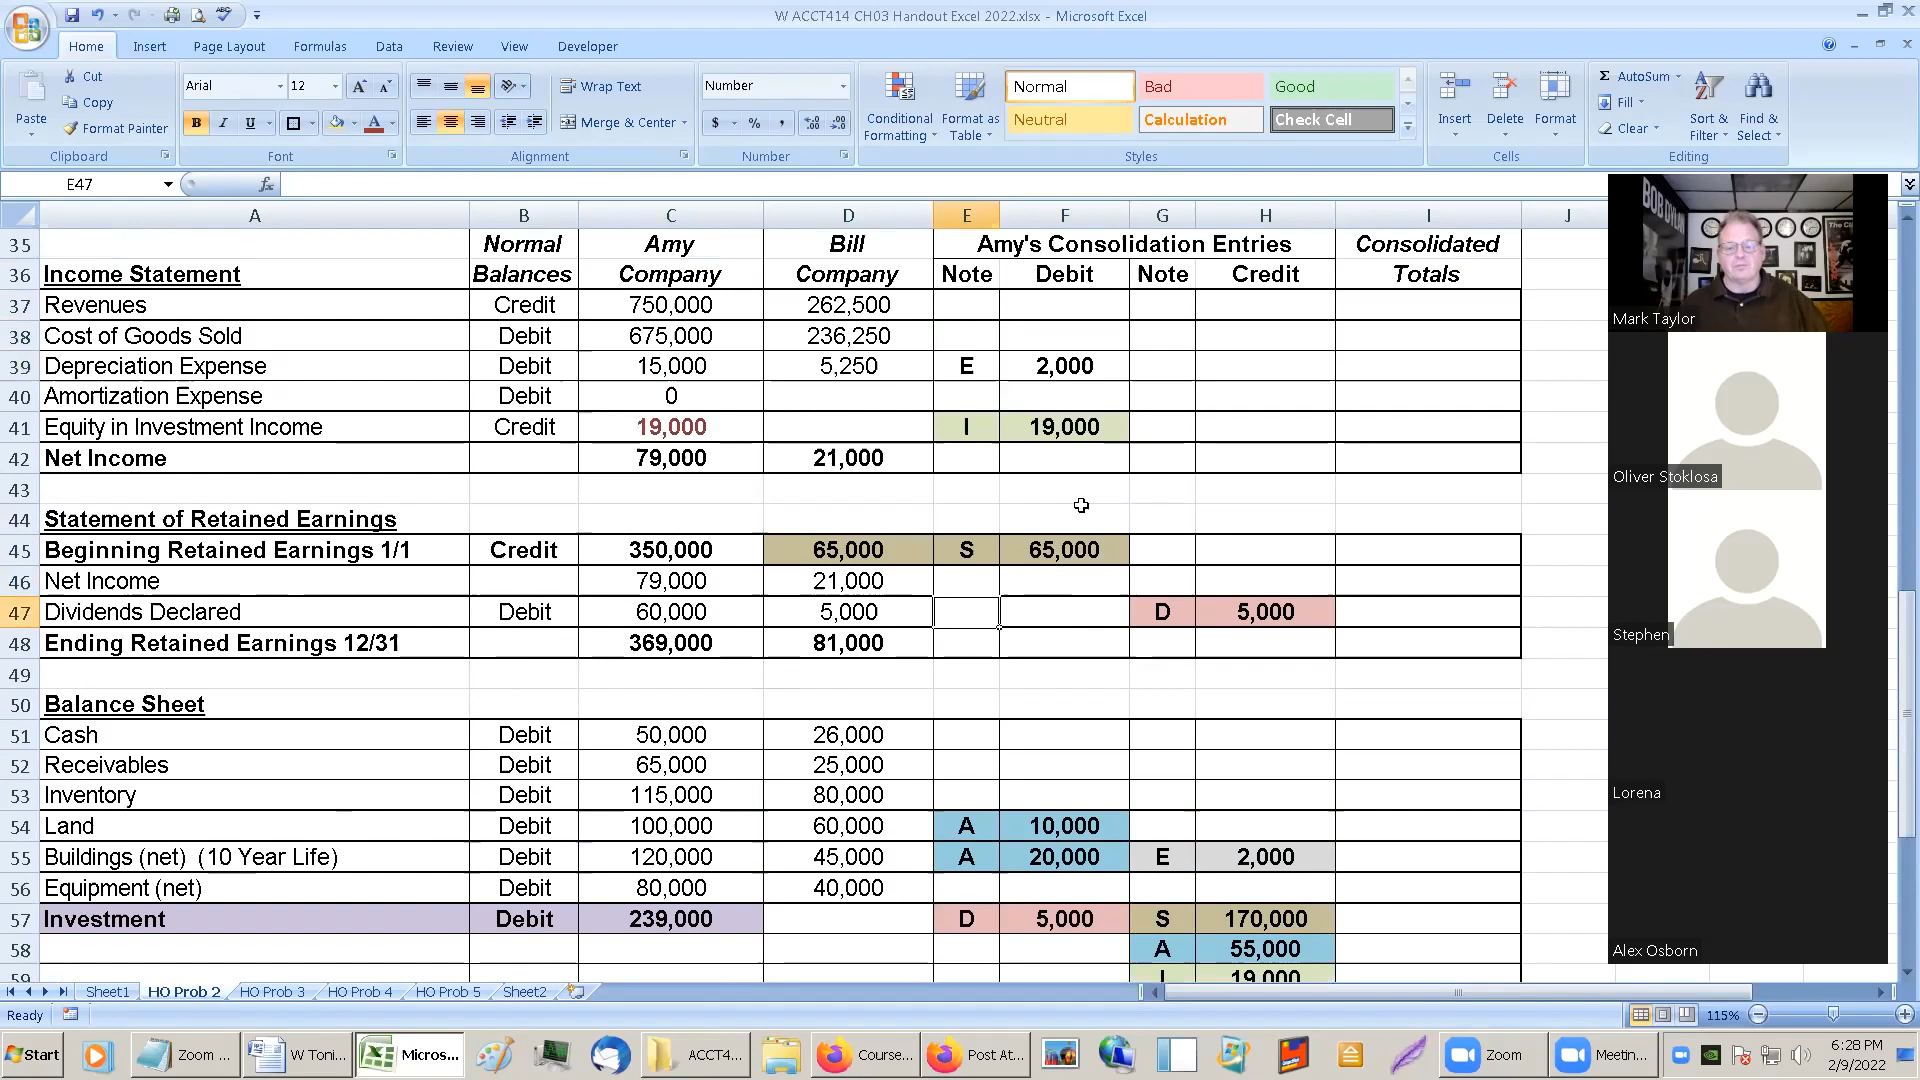 W ACCT414 CH03 Handout Excel 2022.xlsx - Microsoft Excel
Home Insert Page Layout Formulas Data Review View Developer
Paste Cut Copy Format Painter Clipboard
Arial 12 B I U A Font
Wrap Text Merge & Center Alignment
Number $ % , Number
Conditional Formatting Format as Table Normal Bad Good Neutral Calculation Check Cell Styles
Insert Delete Format Cells
Σ AutoSum Fill Clear Sort & Filter Find & Select Editing
E47 fx
A B C D E F G H I J
35 Normal Amy Bill Amy's Consolidation Entries Consolidated
36 Income Statement Balances Company Company Note Debit Note Credit Totals
37 Revenues Credit 750,000 262,500
38 Cost of Goods Sold Debit 675,000 236,250
39 Depreciation Expense Debit 15,000 5,250 E 2,000
40 Amortization Expense Debit 0
41 Equity in Investment Income Credit 19,000 I 19,000
42 Net Income 79,000 21,000
43
44 Statement of Retained Earnings
45 Beginning Retained Earnings 1/1 Credit 350,000 65,000 S 65,000
46 Net Income 79,000 21,000
47 Dividends Declared Debit 60,000 5,000 D 5,000
48 Ending Retained Earnings 12/31 369,000 81,000
49
50 Balance Sheet
51 Cash Debit 50,000 26,000
52 Receivables Debit 65,000 25,000
53 Inventory Debit 115,000 80,000
54 Land Debit 100,000 60,000 A 10,000
55 Buildings (net) (10 Year Life) Debit 120,000 45,000 A 20,000 E 2,000
56 Equipment (net) Debit 80,000 40,000
57 Investment Debit 239,000 D 5,000 S 170,000
58 A 55,000
59 I 19,000
BOB DYLAN
Mark Taylor
Oliver Stoklosa
Stephen
Lorena
Alex Osborn
Sheet1 HO Prob 2 HO Prob 3 HO Prob 4 HO Prob 5 Sheet2
Ready 115%
Start Zoom ... W Toni... Micros... ACCT4... Course... Post At... Zoom Meetin... 6:28 PM
2/9/2022